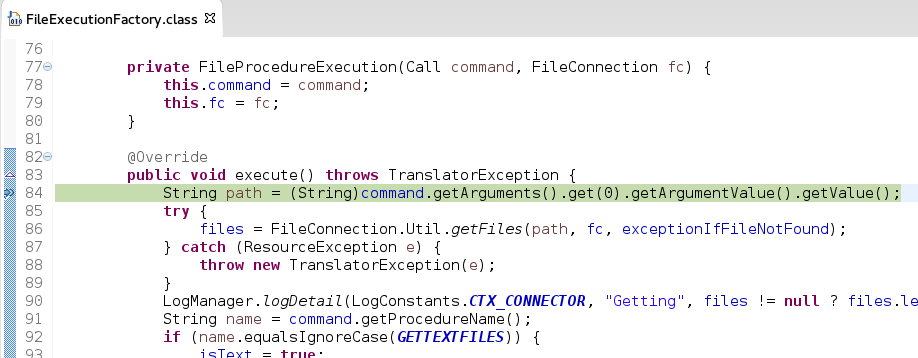 FileExecutionFactory.class
76
77 private FileProcedureExecution(Call command, FileConnection fc) {
78 this.command = command;
79 this.fc = fc;
80 }
81
82 @Override
83 public void execute() throws TranslatorException {
84 String path = (String)command.getArguments().get(0).getArgumentValue().getValue();
85 try {
86 files = FileConnection.Util.getFiles(path, fc, exceptionIfFileNotFound);
87 } catch (ResourceException e) {
88 throw new TranslatorException(e);
89 }
90 LogManager.logDetail(LogConstants.CTX_CONNECTOR, "Getting", files != null ? files.le
91 String name = command.getProcedureName();
92 if (name.equalsIgnoreCase(GETTEXTFILES)) {
93 isText = true;